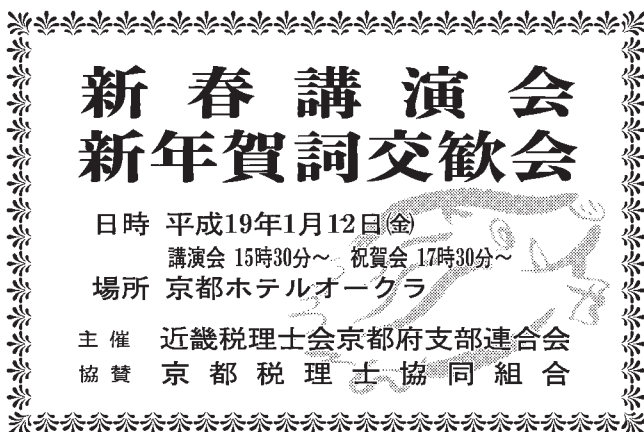 新春講演会
新年賀詞交歓会
日時 平成19年1月12日㈮
講演会 15時30分～ 祝賀会 17時30分～
場所 京都ホテルオークラ
主催 近畿税理士会京都府支部連合会
協賛 京都税理士協同組合